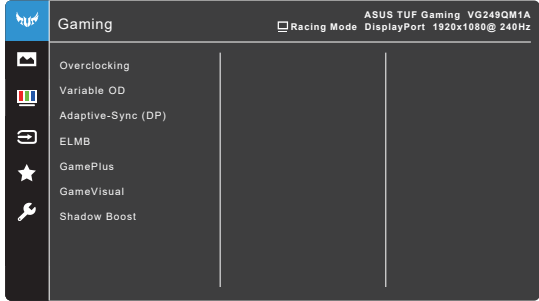 Gaming
ASUS TUF Gaming VG249QM1A
Racing Mode DisplayPort 1920x1080@ 240Hz
Overclocking
Variable OD
Adaptive-Sync (DP)
ELMB
GamePlus
GameVisual
Shadow Boost